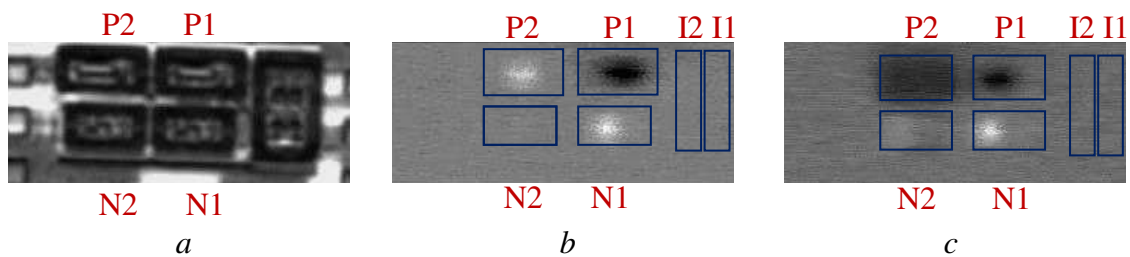 P2 P1
P2 P1 I2 I1
P2 P1 I2 I1
N2 N1
N2 N1
N2 N1
a
b
c